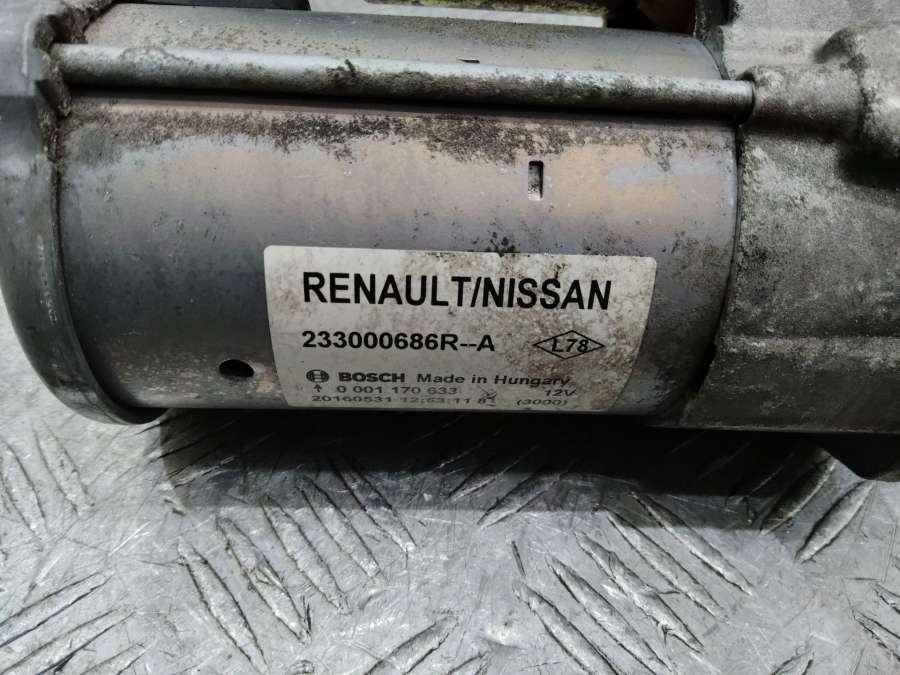 RENAULT/NISSAN
233000686R--A L78
BOSCH Made in Hungary
0 001 170 633 12V
20160531 12:53:11 (3000)